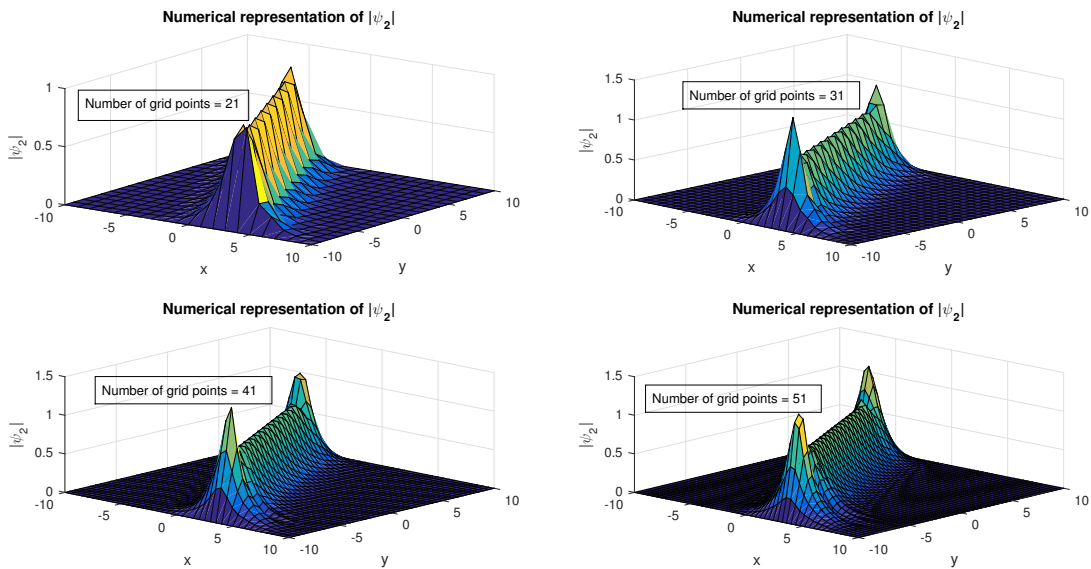 Numerical representation of |ψ₂|
Number of grid points = 21
1
0.5
0
|ψ₂|
-10
-5
0
5
10
x
-10
-5
0
5
10
y
Numerical representation of |ψ₂|
Number of grid points = 31
1.5
1
0.5
0
|ψ₂|
-10
-5
0
5
10
x
-10
-5
0
5
10
y
Numerical representation of |ψ₂|
Number of grid points = 41
1.5
1
0.5
0
|ψ₂|
-10
-5
0
5
10
x
-10
-5
0
5
10
y
Numerical representation of |ψ₂|
Number of grid points = 51
1.5
1
0.5
0
|ψ₂|
-10
-5
0
5
10
x
-10
-5
0
5
10
y